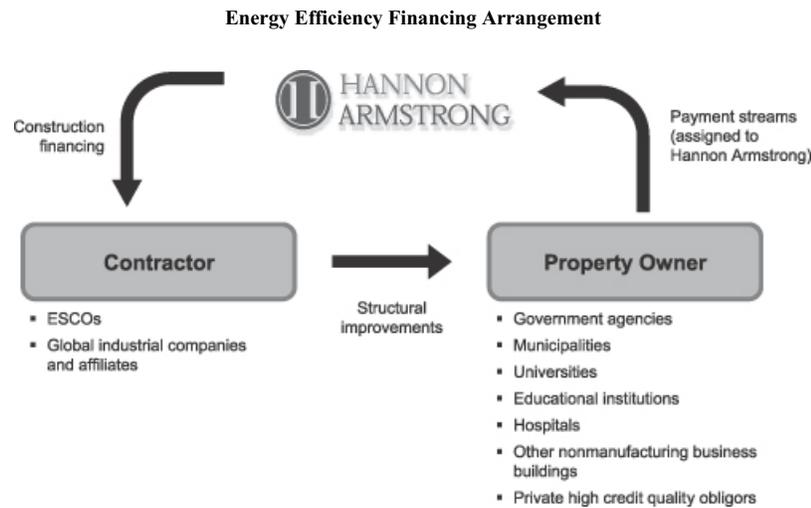 Energy Efficiency Financing Arrangement
HANNON
ARMSTRONG
Construction
financing
Payment streams
(assigned to
Hannon Armstrong)
Contractor
Structural
improvements
Property Owner
▪ ESCOs
▪ Global industrial companies
and affiliates
▪ Government agencies
▪ Municipalities
▪ Universities
▪ Educational institutions
▪ Hospitals
▪ Other nonmanufacturing business
buildings
▪ Private high credit quality obligors